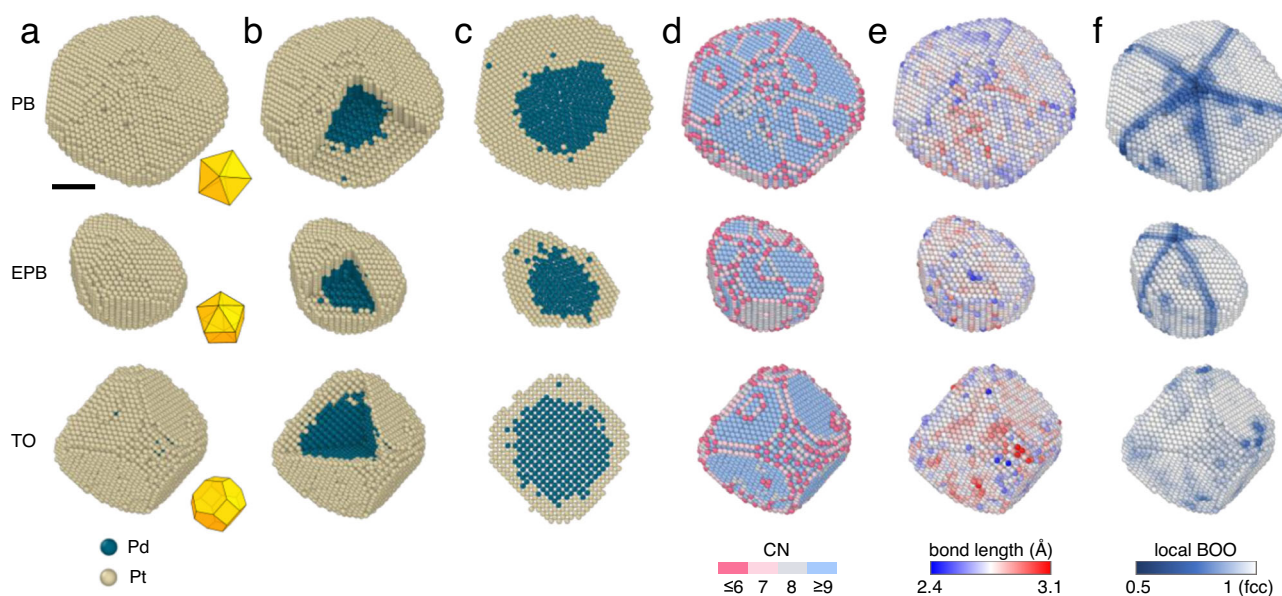 a b c d e f
PB
EPB
TO
Pd
Pt
CN
≤6 7 8 ≥9
bond length (Å)
2.4 3.1
local BOO
0.5 1 (fcc)